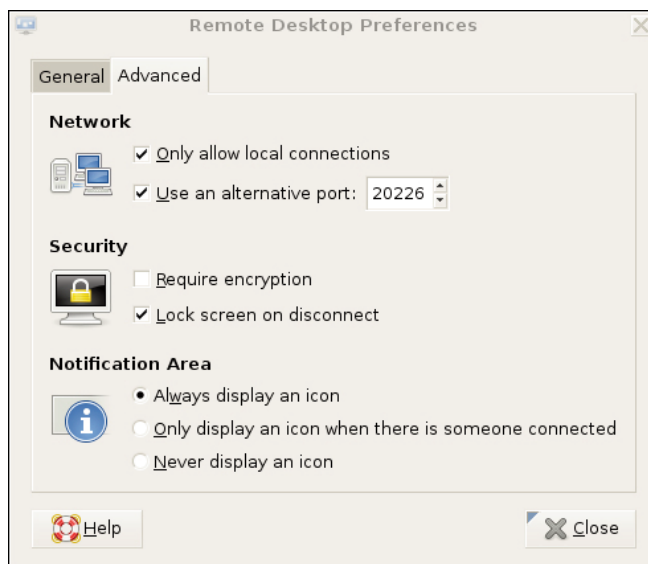 Remote Desktop Preferences
General Advanced
Network
Only allow local connections
Use an alternative port: 20226
Security
Require encryption
Lock screen on disconnect
Notification Area
Always display an icon
Only display an icon when there is someone connected
Never display an icon
Help Close